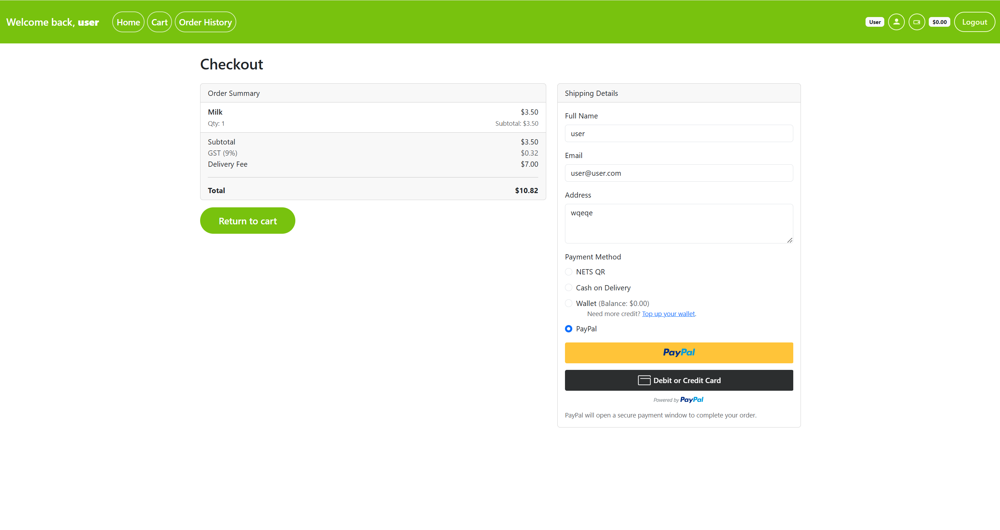 Welcome back, user Home Cart Order History User $0.00 Logout
Checkout
Order Summary
Milk $3.50
Qty: 1 Subtotal: $3.50
Subtotal $3.50
GST (9%) $0.32
Delivery Fee $7.00
Total $10.82
Return to cart
Shipping Details
Full Name
user
Email
user@user.com
Address
wqeqe
Payment Method
NETS QR
Cash on Delivery
Wallet (Balance: $0.00)
Need more credit? Top up your wallet.
PayPal
PayPal
Debit or Credit Card
Powered by PayPal
PayPal will open a secure payment window to complete your order.